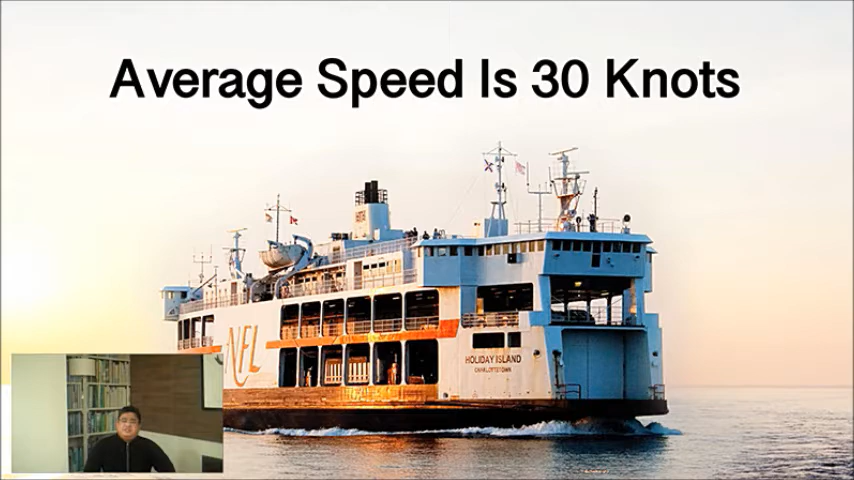 Average Speed Is 30 Knots
NFL
HOLIDAY ISLAND
CHARLOTTETOWN